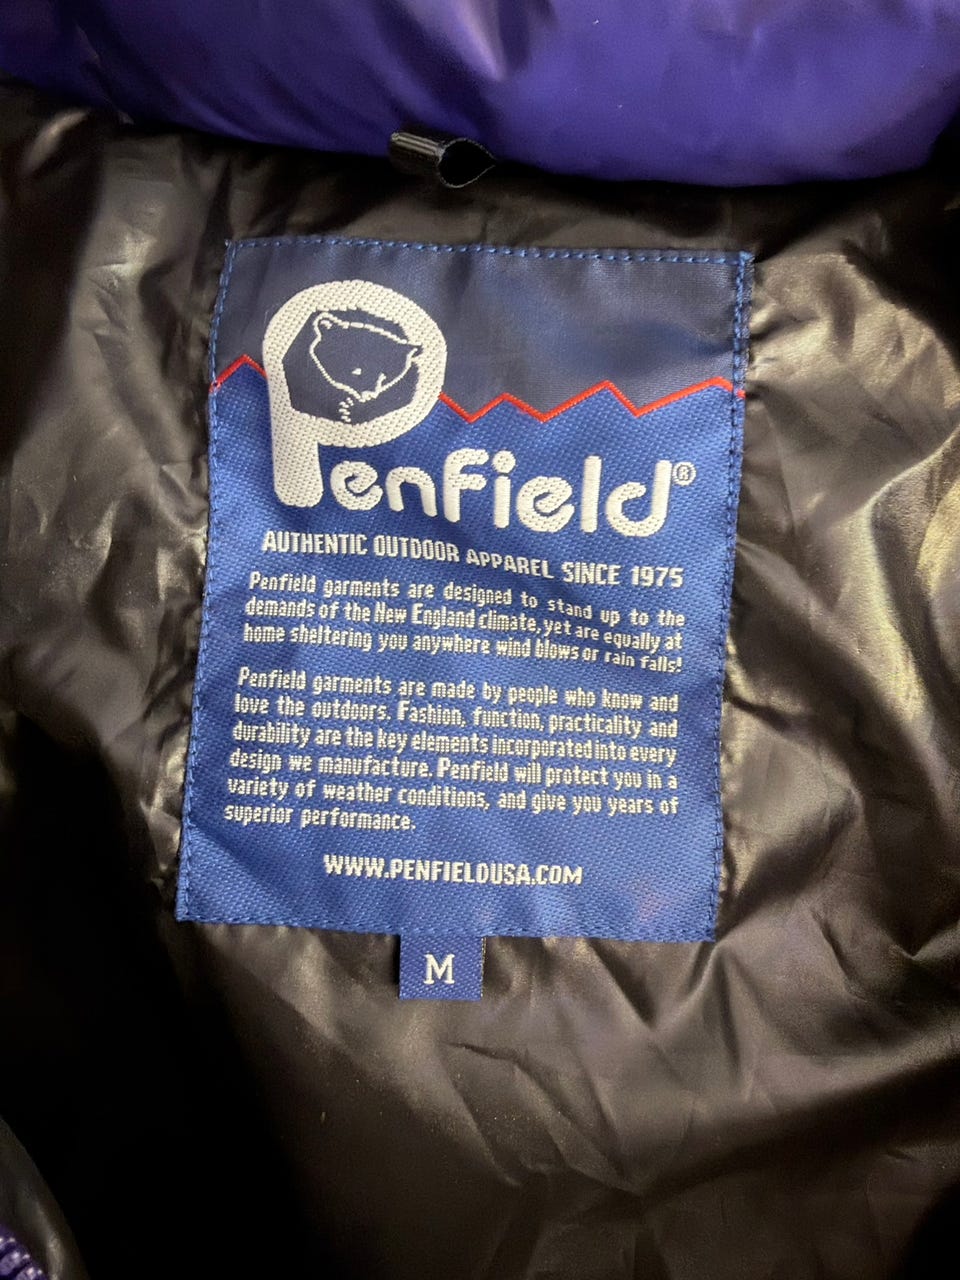 Penfield®
AUTHENTIC OUTDOOR APPAREL SINCE 1975
Penfield garments are designed to stand up to the
demands of the New England climate, yet are equally at
home sheltering you anywhere wind blows or rain falls!
Penfield garments are made by people who know and
love the outdoors. Fashion, function, practicality and
durability are the key elements incorporated into every
design we manufacture. Penfield will protect you in a
variety of weather conditions, and give you years of
superior performance.
WWW.PENFIELDUSA.COM
M